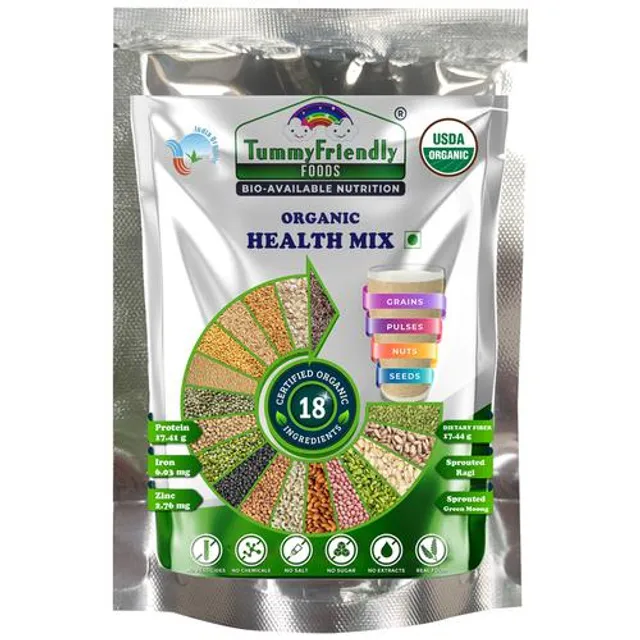 TummyFriendly
®
FOODS
BIO-AVAILABLE NUTRITION
USDA
ORGANIC
ORGANIC
HEALTH MIX
GRAINS
PULSES
NUTS
SEEDS
CERTIFIED ORGANIC
18
INGREDIENTS
Protein
17.41 g
Iron
6.03 mg
Zinc
2.76 mg
DIETARY FIBER
17.44 g
Sprouted
Ragi
Sprouted
Green Moong
NO CHEMICALS
NO SALT
NO SUGAR
NO EXTRACTS